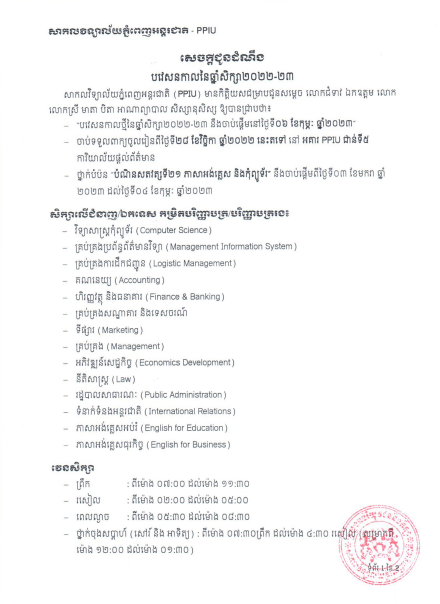 សាកលវិទ្យាល័យភ្នំពេញអន្តរជាតិ - PPIU
សេចក្តីជូនដំណឹង
បវេសនកាលនៃឆ្នាំសិក្សា២០២២-២៣
សាកលវិទ្យាល័យភ្នំពេញអន្តរជាតិ (PPIU) មានកិត្តិយសជម្រាបជូនសម្តេច លោកជំទាវ ឯកឧត្តម លោក
លោកស្រី មាតា បិតា អាណាព្យាបាល សិស្សានុសិស្ស ឱ្យបានជ្រាបថា៖
– "បវេសនកាលថ្មីនៃឆ្នាំសិក្សា២០២២-២៣ នឹងចាប់ផ្តើមនៅថ្ងៃទី០៦ ខែកុម្ភៈ ឆ្នាំ២០២៣"
– ចាប់ទទួលពាក្យចូលរៀនពីថ្ងៃទី២៨ ខែវិច្ឆិកា ឆ្នាំ២០២២ នេះតទៅ នៅ អគារ PPIU ជាន់ទី៥
ការិយាល័យផ្តល់ព័ត៌មាន
– ថ្នាក់បំប៉ន "បំណិនសតវត្សទី២១ ភាសាអង់គ្លេស និងកុំព្យូទ័រ" នឹងចាប់ផ្តើមពីថ្ងៃទី០៣ ខែមករា ឆ្នាំ
២០២៣ ដល់ថ្ងៃទី០៤ ខែកុម្ភៈ ឆ្នាំ២០២៣
សិក្សាលើជំនាញ/ឯកទេស កម្រិតបរិញ្ញាបត្រ/បរិញ្ញាបត្ររង៖
– វិទ្យាសាស្ត្រកុំព្យូទ័រ (Computer Science)
– គ្រប់គ្រងប្រព័ន្ធព័ត៌មានវិទ្យា (Management Information System)
– គ្រប់គ្រងការដឹកជញ្ជូន (Logistic Management)
– គណនេយ្យ (Accounting)
– ហិរញ្ញវត្ថុ និងធនាគារ (Finance & Banking)
– គ្រប់គ្រងសណ្ឋាគារ និងទេសចរណ៍
– ទីផ្សារ (Marketing)
– គ្រប់គ្រង (Management)
– អភិវឌ្ឍន៍សេដ្ឋកិច្ច (Economics Development)
– នីតិសាស្ត្រ (Law)
– រដ្ឋបាលសាធារណៈ (Public Administration)
– ទំនាក់ទំនងអន្តរជាតិ (International Relations)
– ភាសាអង់គ្លេសអប់រំ (English for Education)
– ភាសាអង់គ្លេសធុរកិច្ច (English for Business)
វេនសិក្សា
– ព្រឹក : ពីម៉ោង ០៧:០០ ដល់ម៉ោង ១១:៣០
– រសៀល : ពីម៉ោង ០២:០០ ដល់ម៉ោង ០៥:០០
– ពេលល្ងាច : ពីម៉ោង ០៥:៣០ ដល់ម៉ោង ០៨:៣០
– ថ្នាក់ចុងសប្តាហ៍ (សៅរ៍ និង អាទិត្យ) : ពីម៉ោង ០៧:៣០ព្រឹក ដល់ម៉ោង ៤:៣០ រសៀល (សម្រាកពី
ម៉ោង ១២:០០ ដល់ម៉ោង ០១:៣០)
ទំព័រ 1 នៃ 2